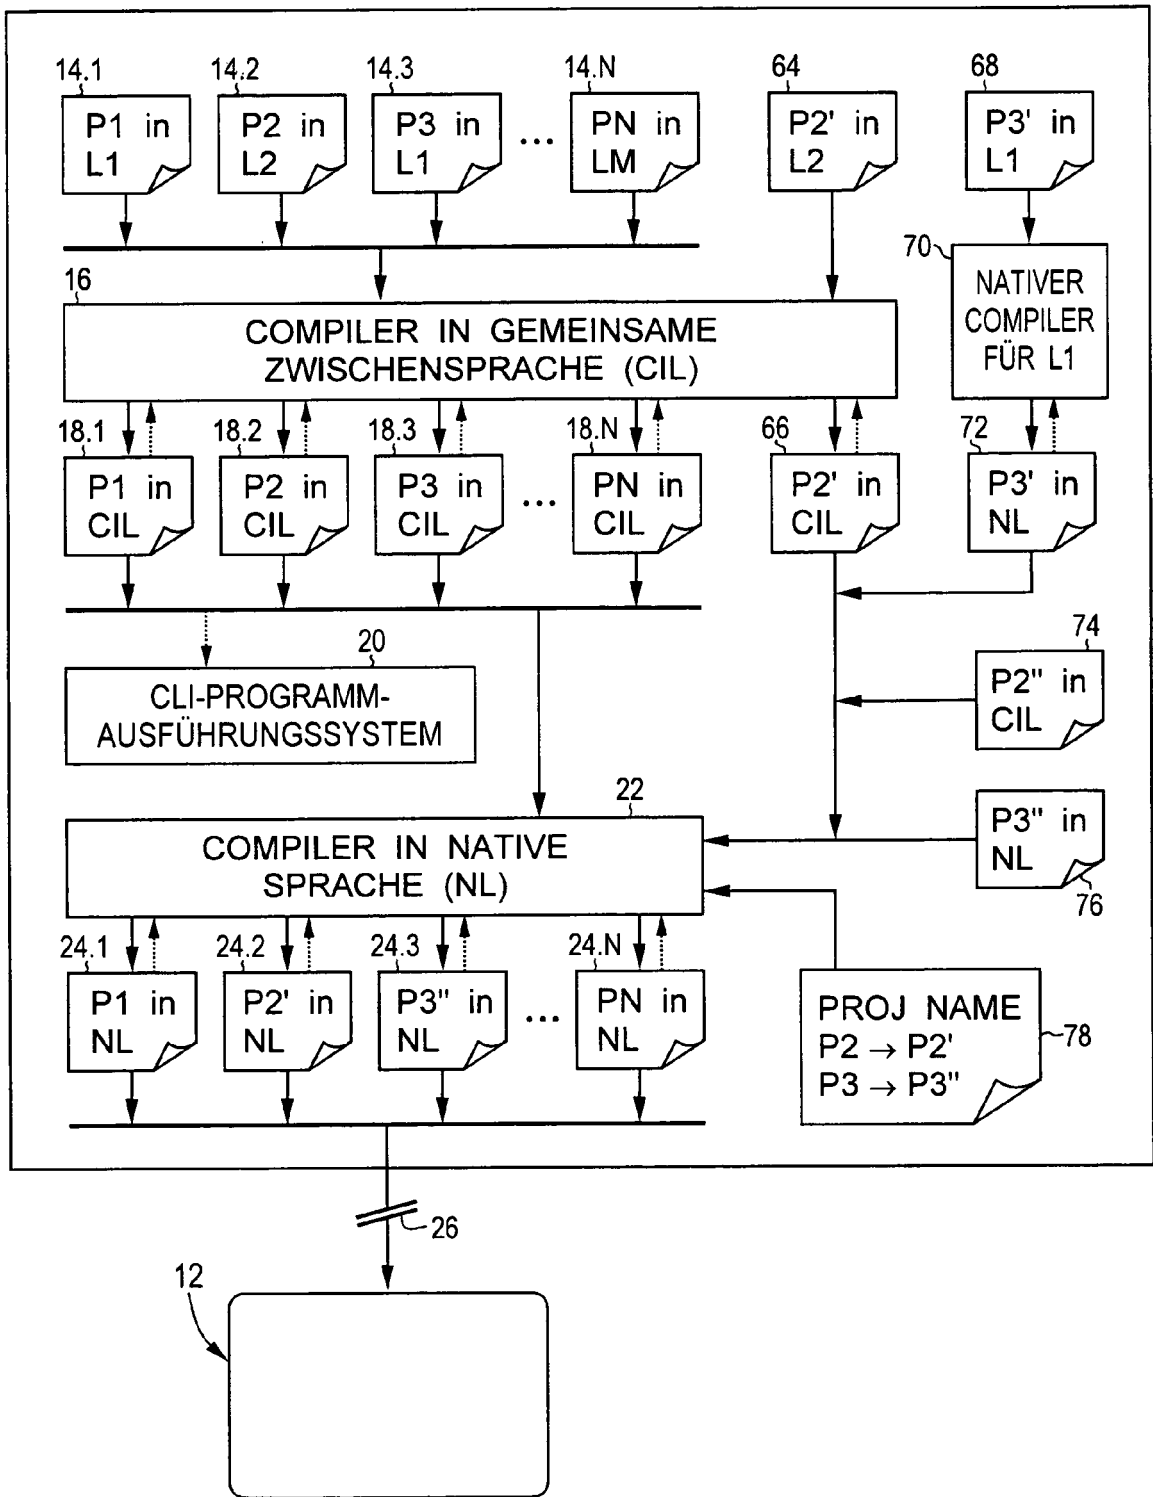 14.1
14.2
14.3
14.N
64
68
P1 in
L1
P2 in
L2
P3 in
L1
...
PN in
LM
P2' in
L2
P3' in
L1
16
COMPILER IN GEMEINSAME
ZWISCHENSPRACHE (CIL)
70
NATIVER
COMPILER
FÜR L1
18.1
18.2
18.3
18.N
66
72
P1 in
CIL
P2 in
CIL
P3 in
CIL
...
PN in
CIL
P2' in
CIL
P3' in
NL
20
CLI-PROGRAMM-
AUSFÜHRUNGSSYSTEM
74
P2" in
CIL
22
COMPILER IN NATIVE
SPRACHE (NL)
P3" in
NL
76
24.1
24.2
24.3
24.N
P1 in
NL
P2' in
NL
P3" in
NL
...
PN in
NL
PROJ NAME
P2 → P2'
P3 → P3"
78
26
12